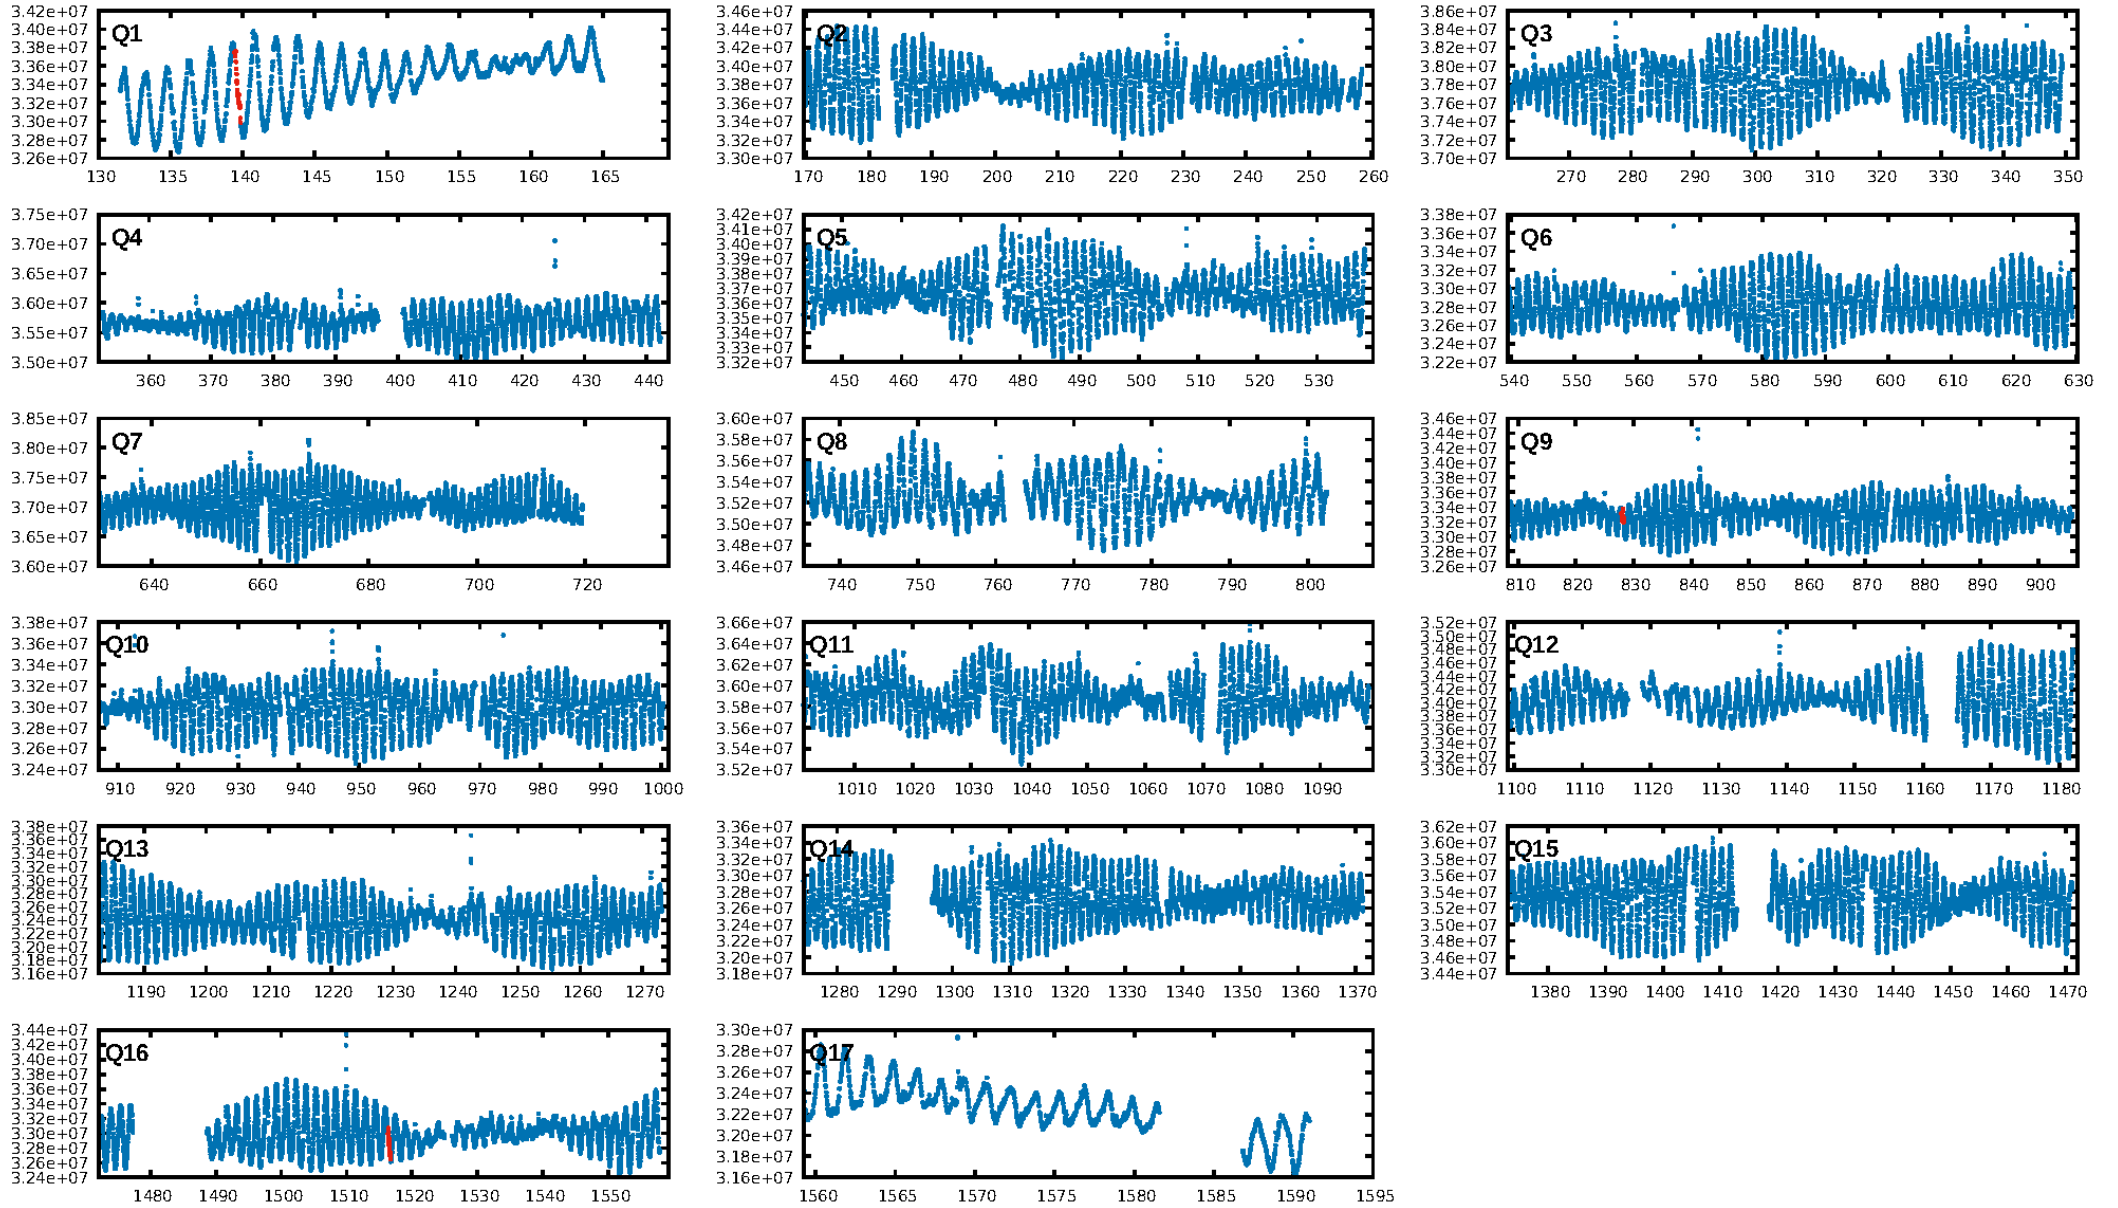 3.42e+07
3.40e+07
3.38e+07
3.36e+07
3.34e+07
3.32e+07
3.30e+07
3.28e+07
3.26e+07
Q1
130 135 140 145 150 155 160 165
3.46e+07
3.44e+07
3.42e+07
3.40e+07
3.38e+07
3.36e+07
3.34e+07
3.32e+07
3.30e+07
Q2
170 180 190 200 210 220 230 240 250 260
3.86e+07
3.84e+07
3.82e+07
3.80e+07
3.78e+07
3.76e+07
3.74e+07
3.72e+07
3.70e+07
Q3
270 280 290 300 310 320 330 340 350
3.75e+07
3.70e+07
3.65e+07
3.60e+07
3.55e+07
3.50e+07
Q4
360 370 380 390 400 410 420 430 440
3.42e+07
3.41e+07
3.40e+07
3.39e+07
3.38e+07
3.37e+07
3.36e+07
3.35e+07
3.34e+07
3.33e+07
3.32e+07
Q5
450 460 470 480 490 500 510 520 530
3.38e+07
3.36e+07
3.34e+07
3.32e+07
3.30e+07
3.28e+07
3.26e+07
3.24e+07
3.22e+07
Q6
540 550 560 570 580 590 600 610 620 630
3.85e+07
3.80e+07
3.75e+07
3.70e+07
3.65e+07
3.60e+07
Q7
640 660 680 700 720
3.60e+07
3.58e+07
3.56e+07
3.54e+07
3.52e+07
3.50e+07
3.48e+07
3.46e+07
Q8
740 750 760 770 780 790 800
3.46e+07
3.44e+07
3.42e+07
3.40e+07
3.38e+07
3.36e+07
3.34e+07
3.32e+07
3.30e+07
3.28e+07
3.26e+07
Q9
810 820 830 840 850 860 870 880 890 900
3.38e+07
3.36e+07
3.34e+07
3.32e+07
3.30e+07
3.28e+07
3.26e+07
3.24e+07
Q10
910 920 930 940 950 960 970 980 990 1000
3.66e+07
3.64e+07
3.62e+07
3.60e+07
3.58e+07
3.56e+07
3.54e+07
3.52e+07
Q11
1010 1020 1030 1040 1050 1060 1070 1080 1090
3.52e+07
3.50e+07
3.48e+07
3.46e+07
3.44e+07
3.42e+07
3.40e+07
3.38e+07
3.36e+07
3.34e+07
3.32e+07
3.30e+07
Q12
1100 1110 1120 1130 1140 1150 1160 1170 1180
3.38e+07
3.36e+07
3.34e+07
3.32e+07
3.30e+07
3.28e+07
3.26e+07
3.24e+07
3.22e+07
3.20e+07
3.18e+07
3.16e+07
Q13
1190 1200 1210 1220 1230 1240 1250 1260 1270
3.36e+07
3.34e+07
3.32e+07
3.30e+07
3.28e+07
3.26e+07
3.24e+07
3.22e+07
3.20e+07
3.18e+07
Q14
1280 1290 1300 1310 1320 1330 1340 1350 1360 1370
3.62e+07
3.60e+07
3.58e+07
3.56e+07
3.54e+07
3.52e+07
3.50e+07
3.48e+07
3.46e+07
3.44e+07
Q15
1380 1390 1400 1410 1420 1430 1440 1450 1460 1470
3.44e+07
3.42e+07
3.40e+07
3.38e+07
3.36e+07
3.34e+07
3.32e+07
3.30e+07
3.28e+07
3.26e+07
3.24e+07
Q16
1480 1490 1500 1510 1520 1530 1540 1550
3.30e+07
3.28e+07
3.26e+07
3.24e+07
3.22e+07
3.20e+07
3.18e+07
3.16e+07
Q17
1560 1565 1570 1575 1580 1585 1590 1595